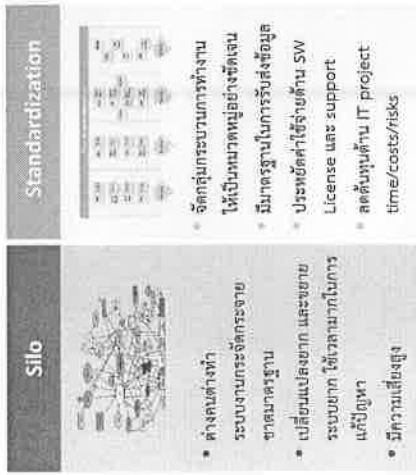 Silo
• ต่างคนต่างทำ
ระบบงานกระจัดกระจาย
ขาดมาตรฐาน
• เปลี่ยนแปลงยาก และขยาย
ระบบยาก ใช้เวลามากในการ
แก้ปัญหา
• มีความเสี่ยงสูง
Standardization
• จัดกลุ่มกระบวนการทำงาน
ให้เป็นหมวดหมู่อย่างชัดเจน
• มีมาตรฐานในการรับส่งข้อมูล
• ประหยัดค่าใช้จ่ายด้าน SW
License และ support
• ลดต้นทุนด้าน IT project
time/costs/risks